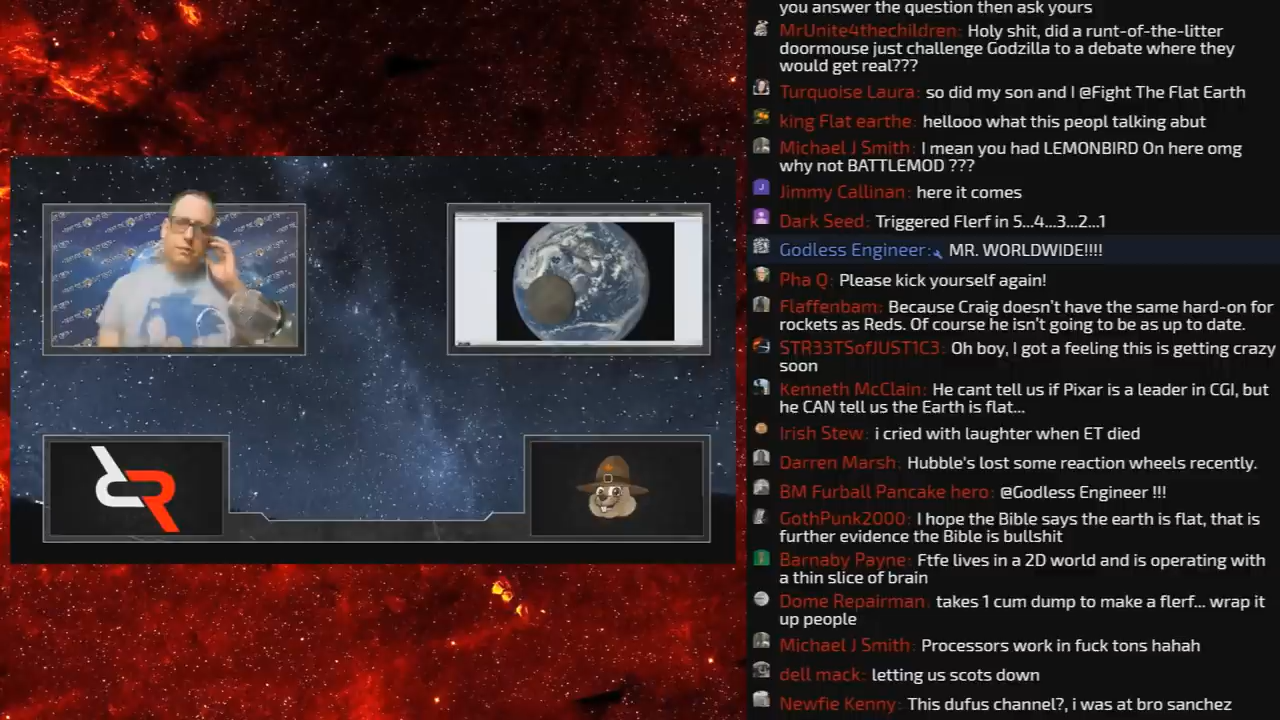 you answer the question then ask yours
MrUnite4thechildren: Holy shit, did a runt-of-the-litter
doormouse just challenge Godzilla to a debate where they
would get real???
Turquoise Laura: so did my son and I @Fight The Flat Earth
king Flat earthe: hellooo what this peopl talking abut
Michael J Smith: I mean you had LEMONBIRD On here omg
why not BATTLEMOD ???
J
Jimmy Callinan: here it comes
Dark Seed: Triggered Flerf in 5...4...3...2...1
Godless Engineer: MR. WORLDWIDE!!!!
Pha Q: Please kick yourself again!
Flaffenbam: Because Craig doesn't have the same hard-on for
rockets as Reds. Of course he isn't going to be as up to date.
STR33TSofJUST1C3: Oh boy, I got a feeling this is getting crazy
soon
Kenneth McClain: He cant tell us if Pixar is a leader in CGI, but
he CAN tell us the Earth is flat...
Irish Stew: i cried with laughter when ET died
Darren Marsh: Hubble's lost some reaction wheels recently.
BM Furball Pancake hero: @Godless Engineer !!!
GothPunk2000: I hope the Bible says the earth is flat, that is
further evidence the Bible is bullshit
Barnaby Payne: Ftfe lives in a 2D world and is operating with
a thin slice of brain
Dome Repairman: takes 1 cum dump to make a flerf... wrap it
up people
Michael J Smith: Processors work in fuck tons hahah
dell mack: letting us scots down
Newfie Kenny: This dufus channel?, i was at bro sanchez